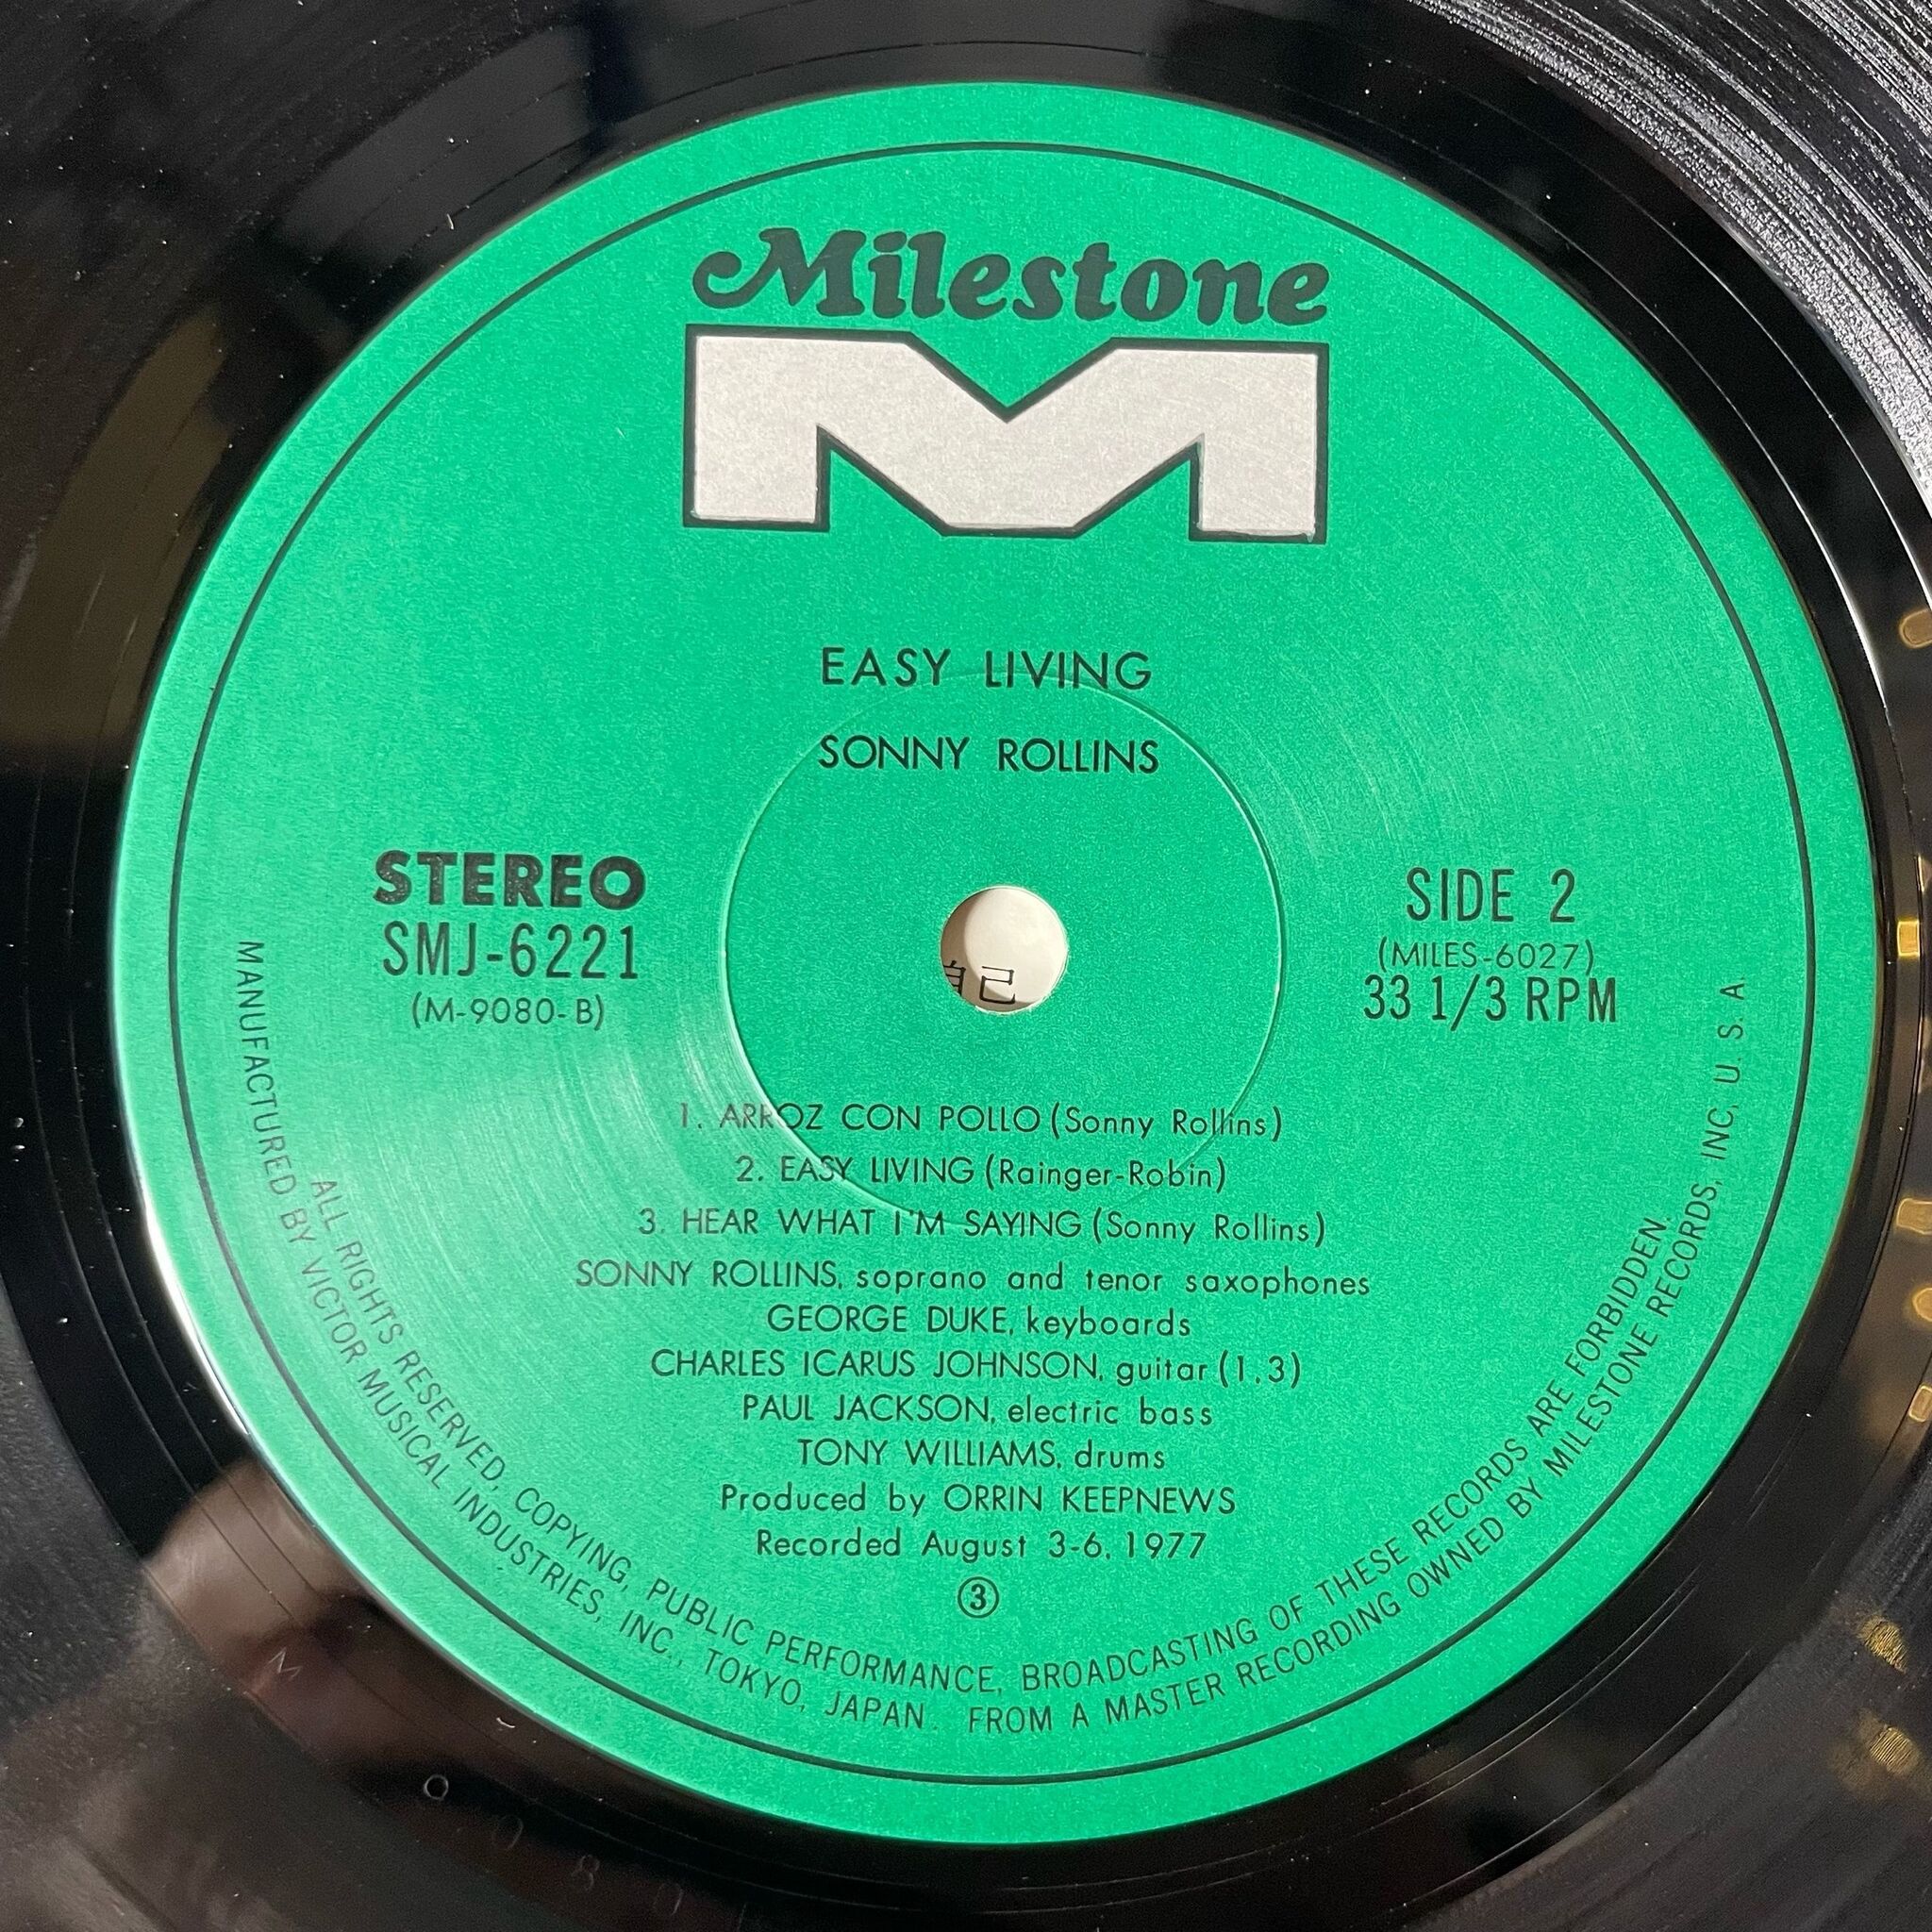 Milestone
EASY LIVING
SONNY ROLLINS
STEREO
SMJ-6221
(M-9080-B)
SIDE 2
(MILES-6027)
33 1/3 RPM
自己
1. ARROZ CON POLLO (Sonny Rollins)
2. EASY LIVING (Rainger-Robin)
3. HEAR WHAT I'M SAYING (Sonny Rollins)
SONNY ROLLINS, soprano and tenor saxophones
GEORGE DUKE, keyboards
CHARLES ICARUS JOHNSON, guitar (1,3)
PAUL JACKSON, electric bass
TONY WILLIAMS, drums
Produced by ORRIN KEEPNEWS
Recorded August 3-6, 1977
③
ALL RIGHTS RESERVED, COPYING, PUBLIC PERFORMANCE, BROADCASTING OF THESE RECORDS ARE FORBIDDEN.
MANUFACTURED BY VICTOR MUSICAL INDUSTRIES, INC., TOKYO, JAPAN. FROM A MASTER RECORDING OWNED BY MILESTONE RECORDS, INC, U.S.A.